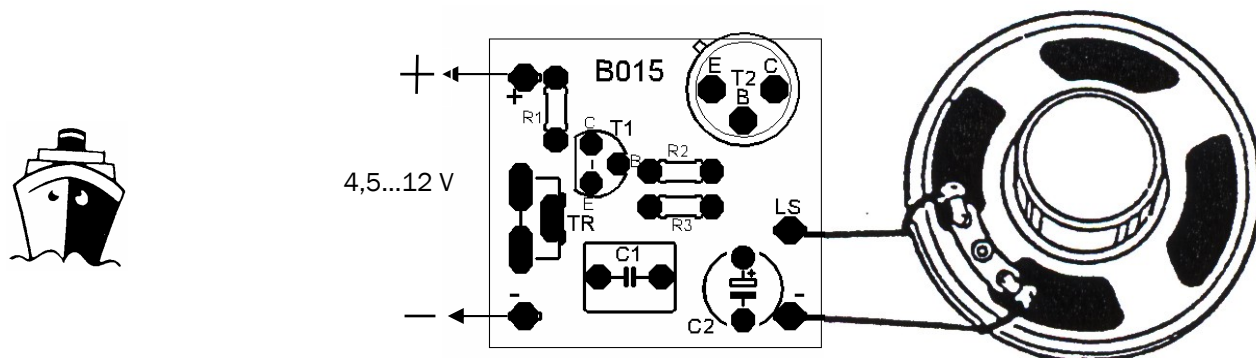 B015
E
C
T2
B
+
+
R1
C
T1
B
E
4,5...12 V
R2
R3
TR
LS
C1
+
-
-
−
C2